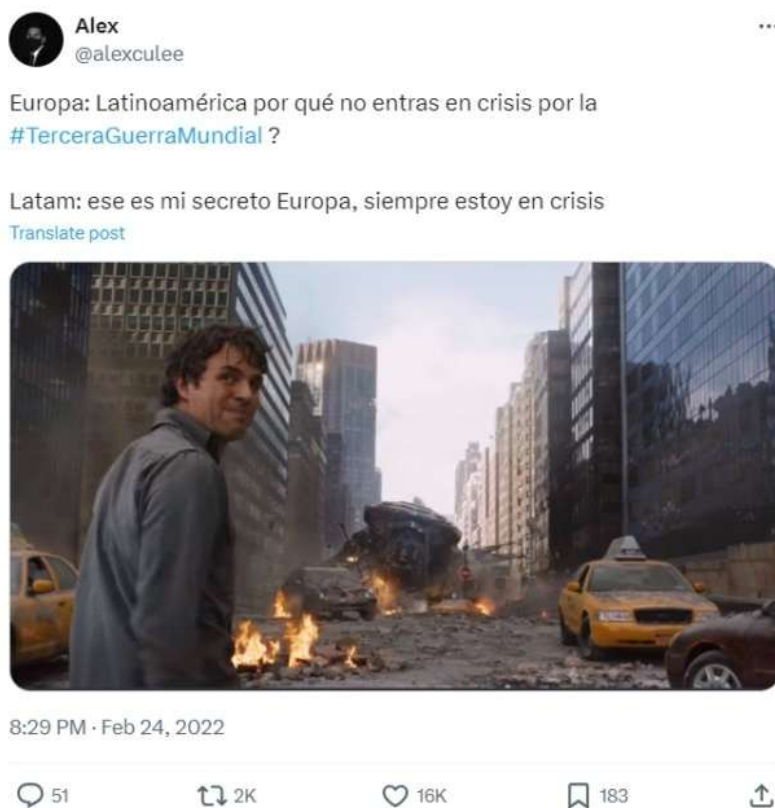 Alex
@alexculee
Europa: Latinoamérica por qué no entras en crisis por la
#TerceraGuerraMundial ?
Latam: ese es mi secreto Europa, siempre estoy en crisis
Translate post
8:29 PM · Feb 24, 2022
51 2K 16K 183